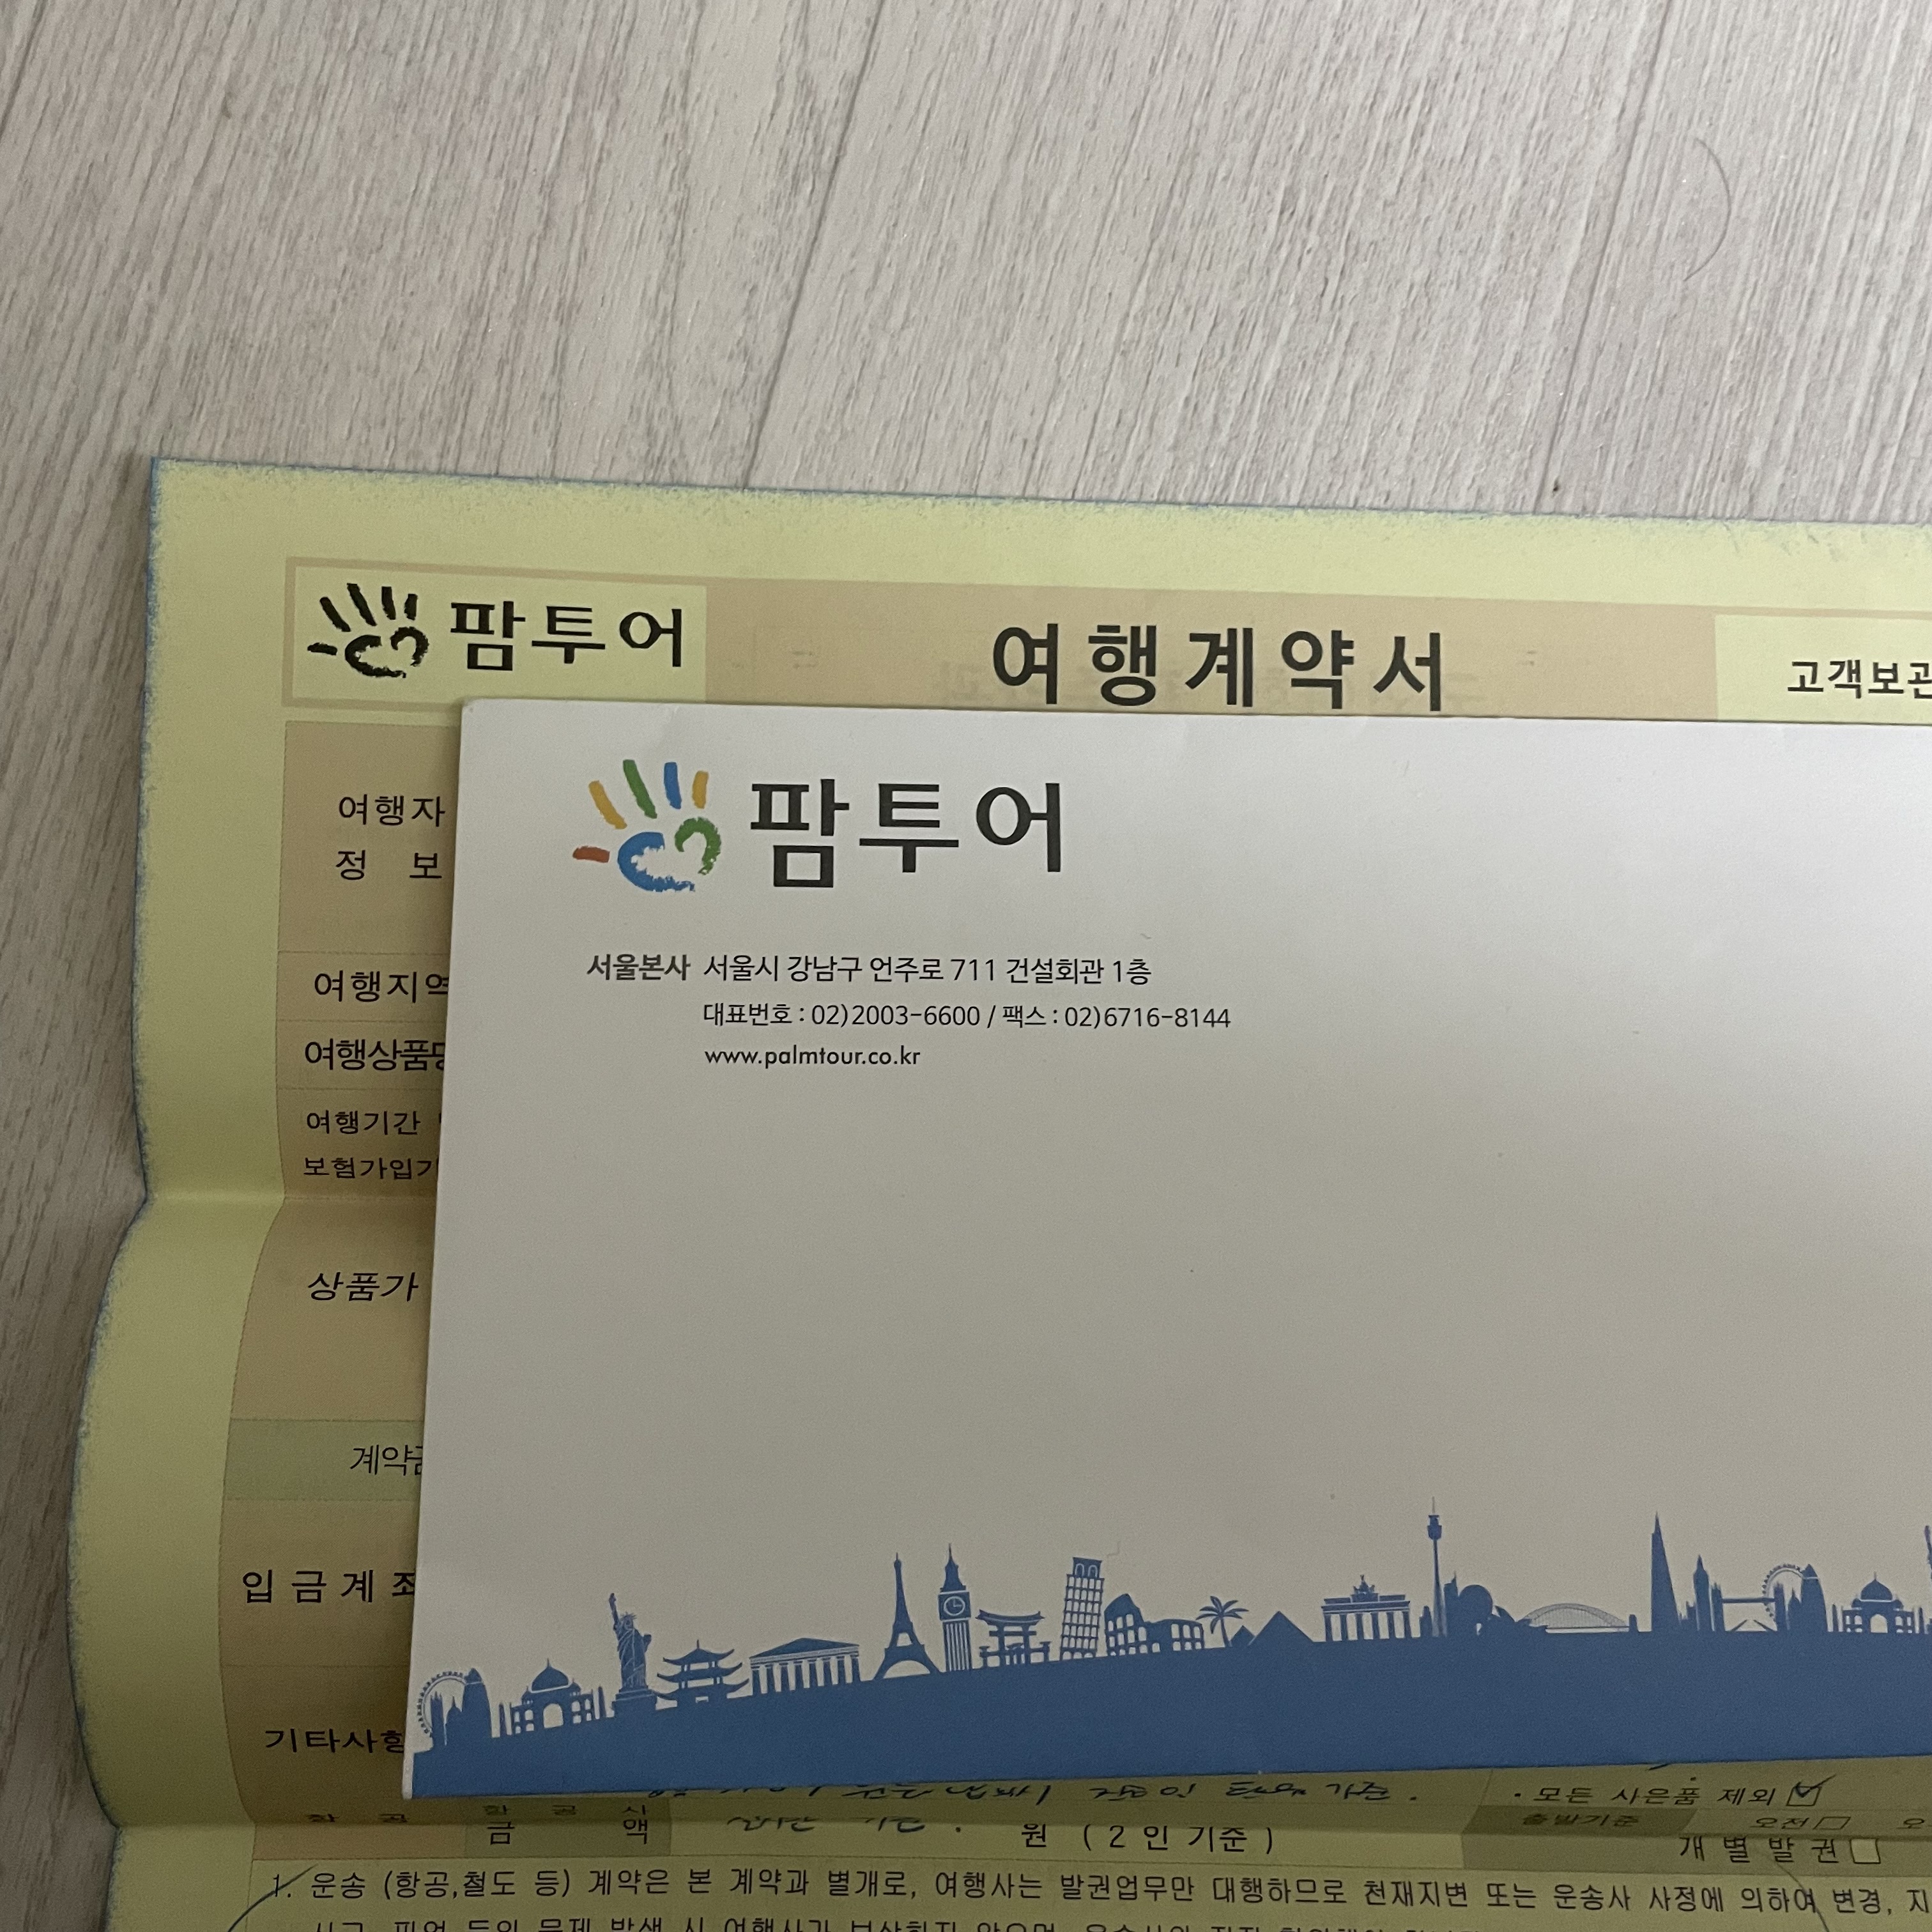 팜투어
여행계약서
고객보관
팜투어
서울본사 서울시 강남구 언주로 711 건설회관 1층
대표번호 : 02)2003-6600 / 팩스 : 02)6716-8144
www.palmtour.co.kr
여행자
정 보
여행지역
여행상품명
여행기간
보험가입기
상품가
계약금
입금계좌
기타사항
· 모든 사은품 제외
항 공 항 공 시
출발기준 오전
금 액 원 ( 2 인 기준 )
개별발권
1. 운송 (항공,철도 등) 계약은 본 계약과 별개로, 여행사는 발권업무만 대행하므로 천재지변 또는 운송사 사정에 의하여 변경, 지